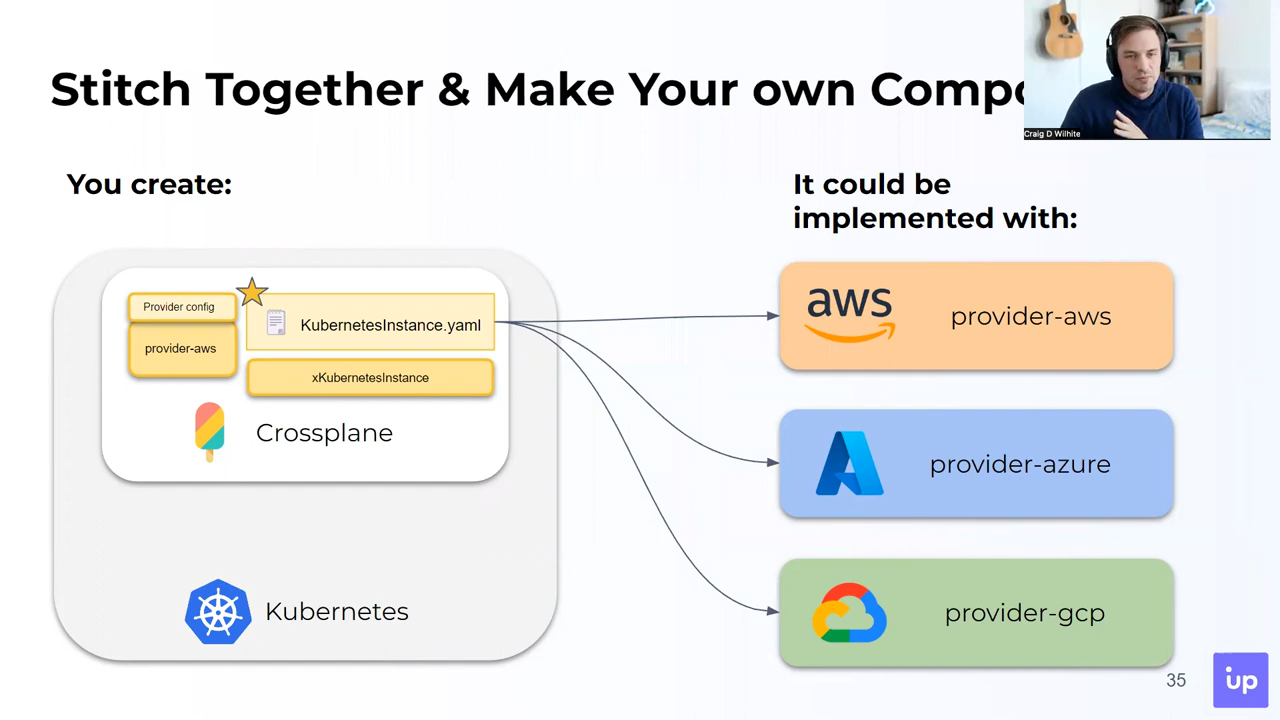 Stitch Together & Make Your own Compo
Craig D Wilhite
You create:
It could be
implemented with:
Provider config
provider-aws
KubernetesInstance.yaml
xKubernetesInstance
Crossplane
Kubernetes
aws
provider-aws
provider-azure
provider-gcp
35
up